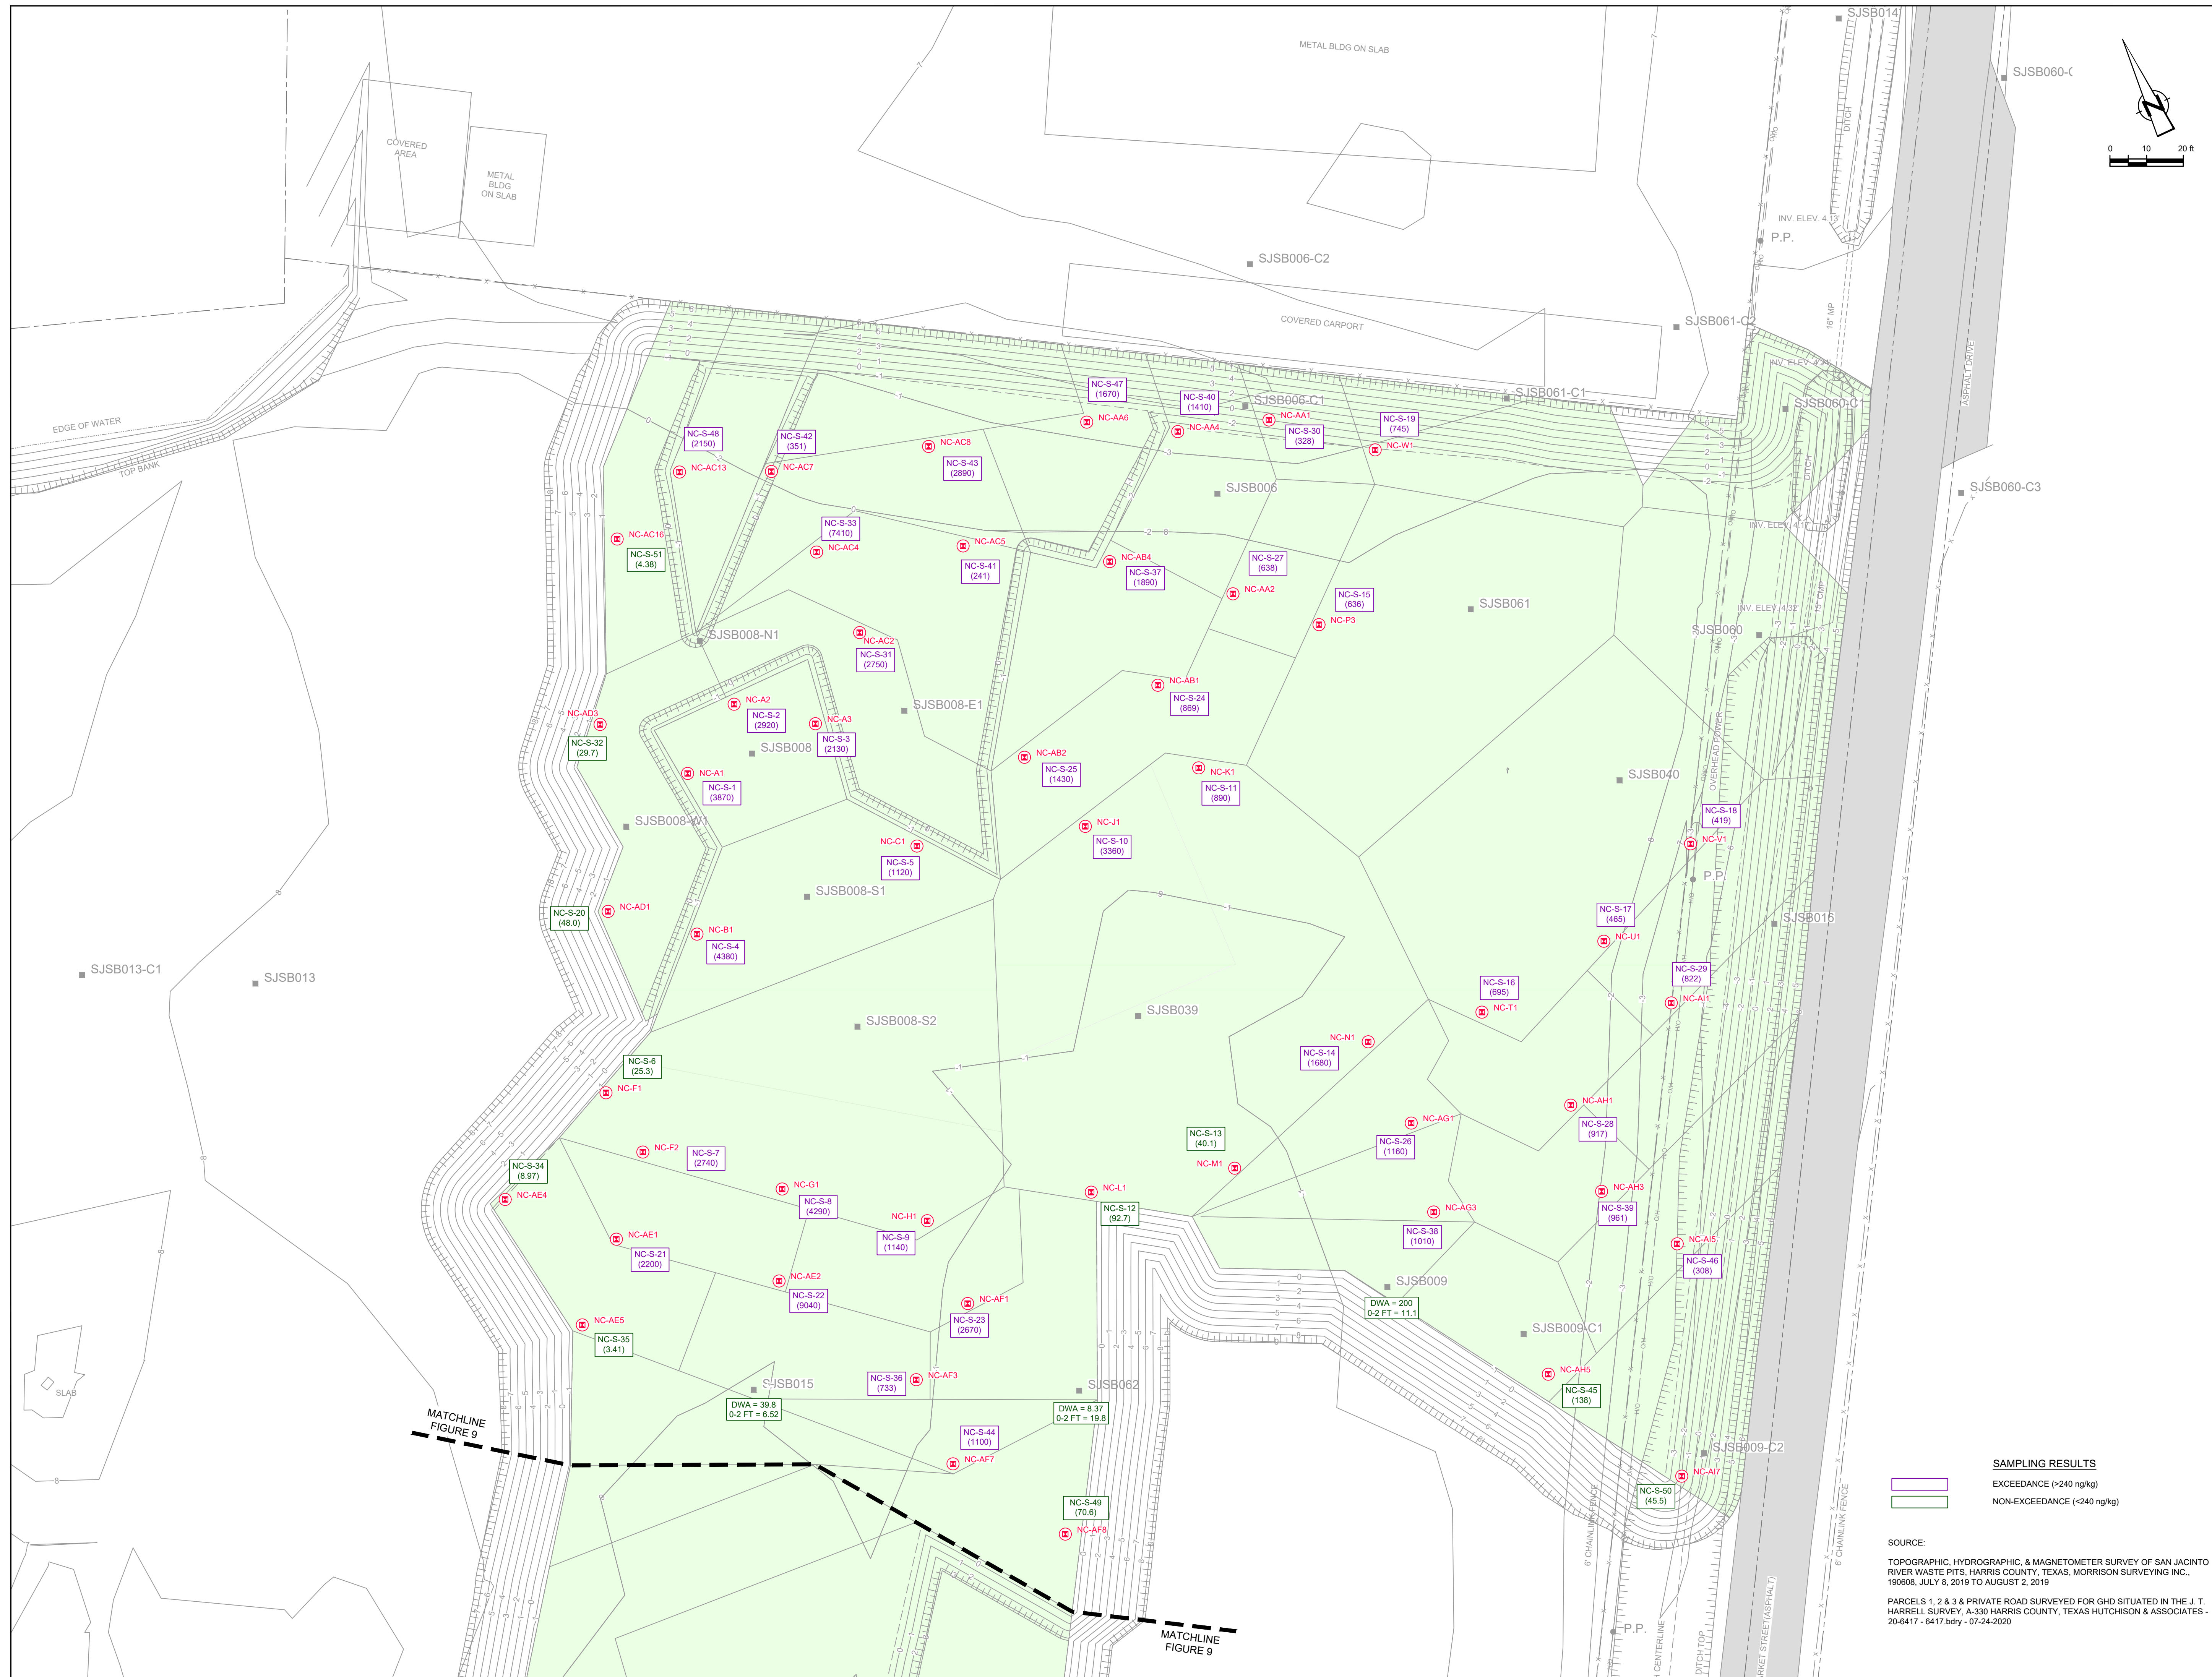 SJSB014
METAL BLDG ON SLAB
SJSB060-C
DITCH
0 10 20 ft
COVERED
AREA
METAL
BLDG
ON SLAB
INV. ELEV. 4.13'
P.P.
SJSB006-C2
COVERED CARPORT
SJSB061-C2
16" MP
ASPHALT DRIVE
NC-S-47
(1670)
NC-S-40
(1410)
SJSB006-C1
SJSB061-C1
SJSB060-C1
EDGE OF WATER
TOP BANK
NC-AA6
NC-AA1
NC-AA4
NC-S-19
(745)
NC-S-30
(328)
NC-W1
NC-S-48
(2150)
NC-S-42
(351)
NC-AC8
NC-S-43
(2890)
NC-AC13
NC-AC7
DITCH
SJSB006
SJSB060-C3
NC-S-33
(7410)
NC-AC16
NC-S-51
(4.38)
NC-AC4
NC-AC5
NC-S-41
(241)
NC-AB4
NC-S-37
(1890)
NC-S-27
(638)
NC-AA2
NC-S-15
(636)
NC-P3
SJSB061
INV. ELEV. 4.32'
15" CMP
SJSB060
SJSB008-N1
NC-AC2
NC-S-31
(2750)
NC-AB1
NC-S-24
(869)
NC-A2
NC-S-2
(2920)
SJSB008-E1
NC-AD3
NC-S-32
(29.7)
NC-A3
NC-S-3
(2130)
SJSB008
OVERHEAD POWER
NC-AB2
NC-S-25
(1430)
NC-A1
NC-S-1
(3870)
NC-K1
NC-S-11
(890)
SJSB040
NC-S-18
(419)
SJSB008-W1
NC-J1
NC-S-10
(3360)
NC-C1
NC-S-5
(1120)
NC-V1
P.P.
SJSB008-S1
NC-S-20
(48.0)
NC-AD1
NC-S-17
(465)
SJSB016
NC-B1
NC-S-4
(4380)
NC-U1
SJSB013-C1
SJSB013
NC-S-29
(822)
NC-S-16
(695)
NC-AI1
NC-T1
SJSB008-S2
SJSB039
NC-N1
NC-S-14
(1680)
NC-S-6
(25.3)
NC-F1
NC-AH1
NC-AG1
NC-S-28
(917)
NC-S-13
(40.1)
NC-S-26
(1160)
NC-F2
NC-S-7
(2740)
NC-M1
NC-S-34
(8.97)
NC-AE4
NC-G1
NC-S-8
(4290)
NC-L1
NC-S-12
(92.7)
NC-AH3
NC-S-39
(961)
NC-AG3
NC-S-38
(1010)
NC-H1
NC-S-9
(1140)
NC-AE1
NC-S-21
(2200)
NC-AI5
NC-S-46
(308)
NC-AE2
NC-S-22
(9040)
SJSB009
DWA = 200
0-2 FT = 11.1
NC-AF1
NC-S-23
(2670)
NC-AE5
NC-S-35
(3.41)
SJSB009-C1
NC-AH5
NC-S-45
(138)
NC-S-36
(733)
NC-AF3
SJSB015
DWA = 39.8
0-2 FT = 6.52
SJSB062
DWA = 8.37
0-2 FT = 19.8
SLAB
MATCHLINE
FIGURE 9
NC-S-44
(1100)
NC-AF7
SJSB009-C2
NC-AI7
NC-S-50
(45.5)
NC-S-49
(70.6)
NC-AF8
6' CHAINLINK FENCE
6' CHAINLINK FENCE
SAMPLING RESULTS
EXCEEDANCE (>240 ng/kg)
NON-EXCEEDANCE (<240 ng/kg)
SOURCE:
TOPOGRAPHIC, HYDROGRAPHIC, & MAGNETOMETER SURVEY OF SAN JACINTO
RIVER WASTE PITS, HARRIS COUNTY, TEXAS, MORRISON SURVEYING INC.,
190608, JULY 8, 2019 TO AUGUST 2, 2019
PARCELS 1, 2 & 3 & PRIVATE ROAD SURVEYED FOR GHD SITUATED IN THE J. T.
HARRELL SURVEY, A-330 HARRIS COUNTY, TEXAS HUTCHISON & ASSOCIATES -
20-6417 - 6417.bdry - 07-24-2020
MATCHLINE
FIGURE 9
P.P.
CENTERLINE
DITCH TOP
RKET STREET(ASPHALT)